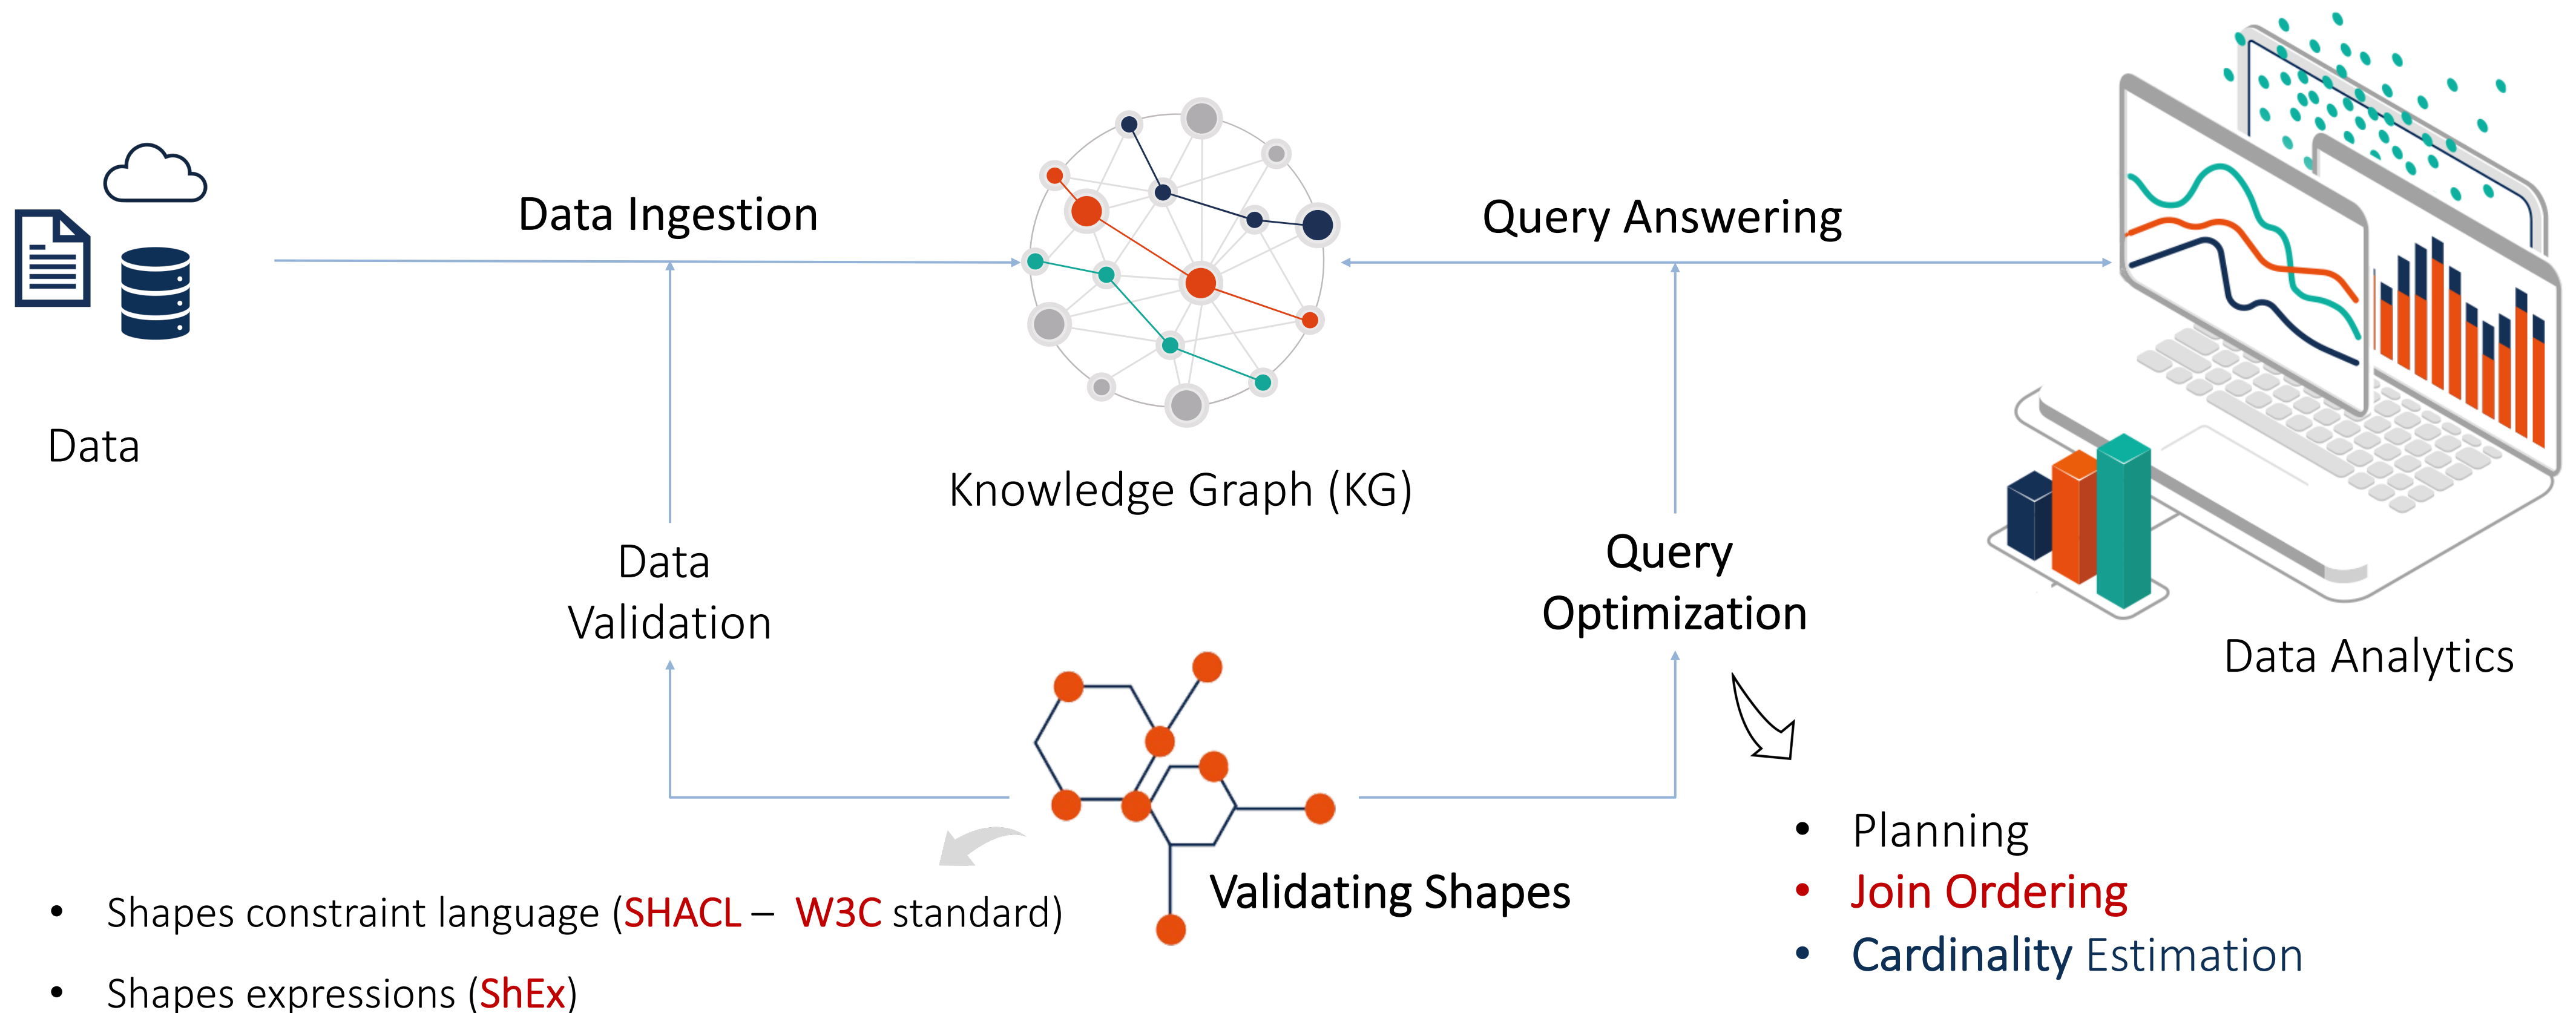 Data Ingestion
Query Answering
Data
Knowledge Graph (KG)
Data
Validation
Query
Optimization
Data Analytics
Validating Shapes
• Shapes constraint language (SHACL – W3C standard)
• Shapes expressions (ShEx)
• Planning
• Join Ordering
• Cardinality Estimation